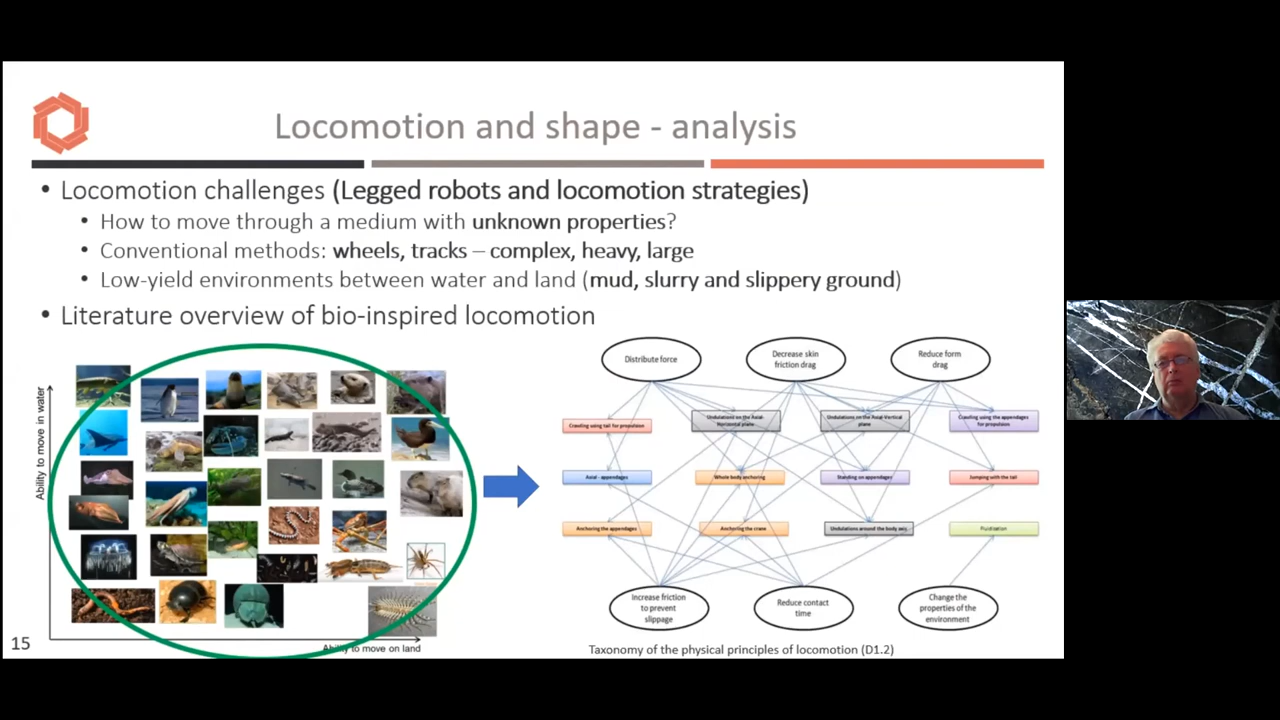 Locomotion and shape - analysis
• Locomotion challenges (Legged robots and locomotion strategies)
• How to move through a medium with unknown properties?
• Conventional methods: wheels, tracks – complex, heavy, large
• Low-yield environments between water and land (mud, slurry and slippery ground)
• Literature overview of bio-inspired locomotion
Ability to move in water
Ability to move on land
Distribute force
Decrease skin
friction drag
Reduce form
drag
Crawling using tail for propulsion
Undulations on the Axial-
Horizontal plane
Undulations on the Axial-Vertical
plane
Crawling using the appendages
for propulsion
Axial - appendages
Whole body anchoring
Standing on appendages
Jumping with the tail
Anchoring the appendages
Anchoring the
Undulations around the body axis
Fluidization
Increase friction
to prevent
slippage
Reduce contact
time
Change the
properties of the
environment
15
Taxonomy of the physical principles of locomotion (D1.2)